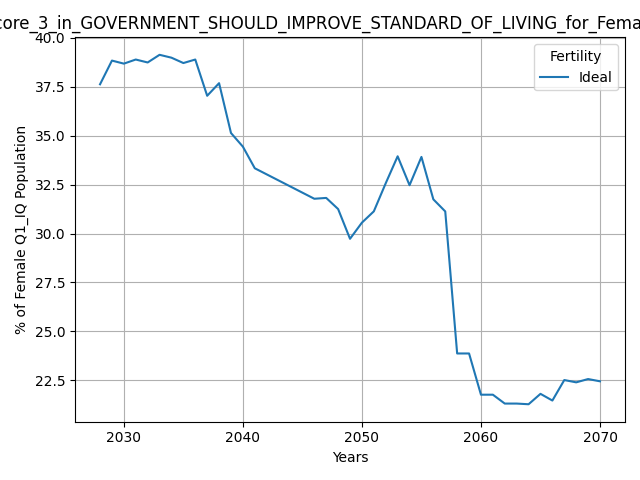 core_3_in_GOVERNMENT_SHOULD_IMPROVE_STANDARD_OF_LIVING_for_Fema
40.0
37.5
35.0
32.5
30.0
27.5
25.0
22.5
% of Female Q1_IQ Population
Fertility
Ideal
2030 2040 2050 2060 2070
Years